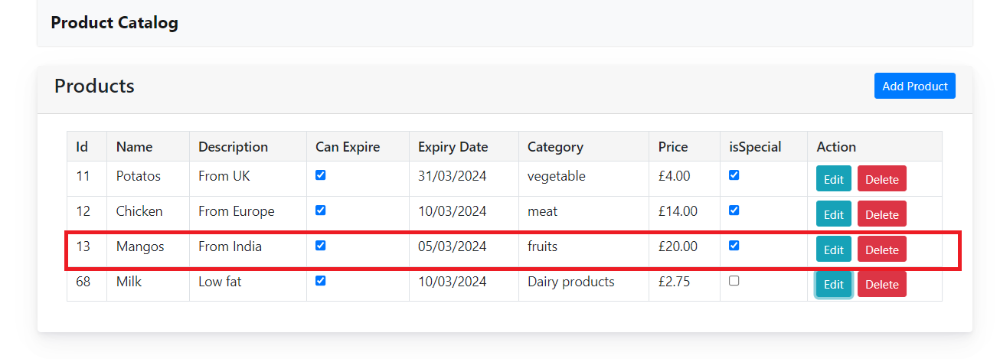 Product Catalog
Products
Add Product
Id Name Description Can Expire Expiry Date Category Price isSpecial Action
11 Potatos From UK 31/03/2024 vegetable £4.00 Edit Delete
12 Chicken From Europe 10/03/2024 meat £14.00 Edit Delete
13 Mangos From India 05/03/2024 fruits £20.00 Edit Delete
68 Milk Low fat 10/03/2024 Dairy products £2.75 Edit Delete